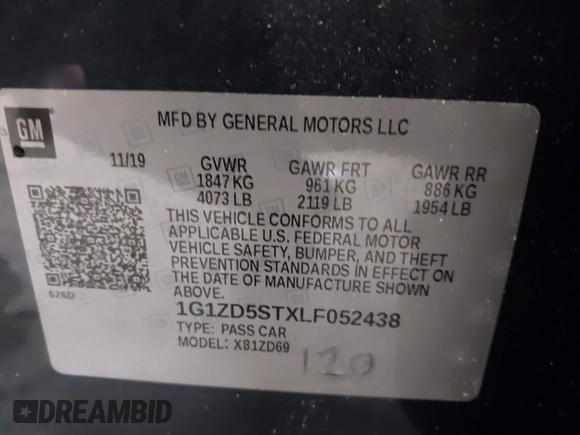 GM
MFD BY GENERAL MOTORS LLC
11/19 GVWR GAWR FRT GAWR RR
1847 KG 961 KG 886 KG
4073 LB 2119 LB 1954 LB
THIS VEHICLE CONFORMS TO ALL
APPLICABLE U.S. FEDERAL MOTOR
VEHICLE SAFETY, BUMPER, AND THEFT
PREVENTION STANDARDS IN EFFECT ON
THE DATE OF MANUFACTURE SHOWN
ABOVE.
626D
1G1ZD5STXLF052438
TYPE: PASS CAR
MODEL: X81ZD69
120
DREAMBID